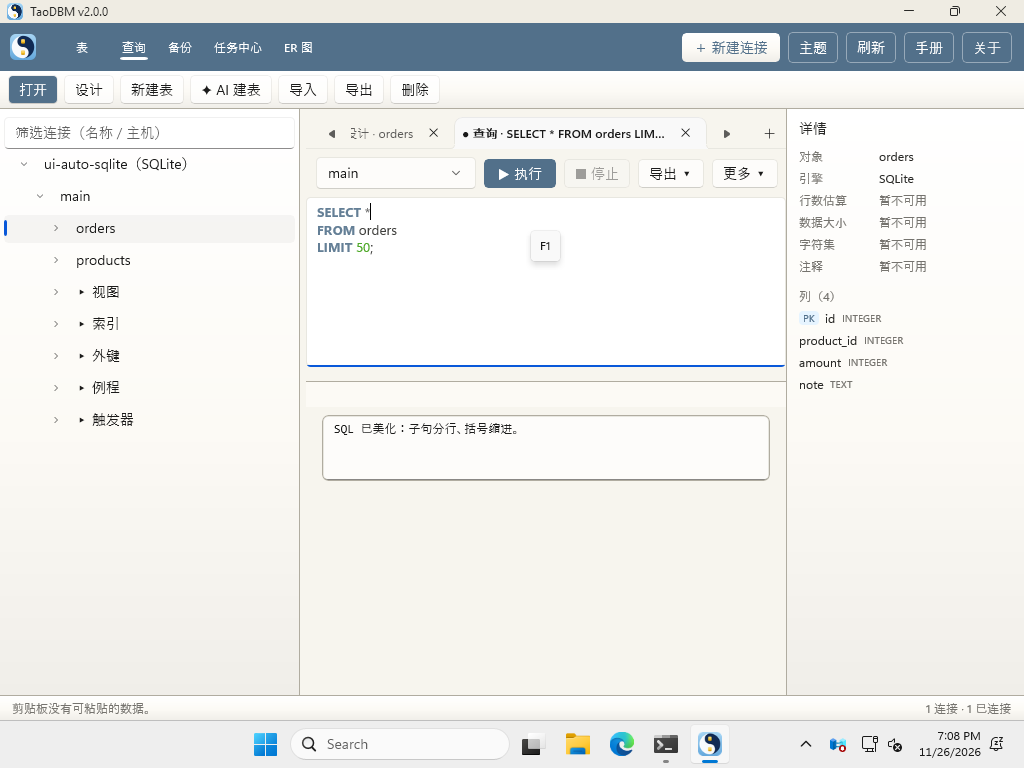 TaoDBM v2.0.0
表 查询 备份 任务中心 ER 图 + 新建连接 主题 刷新 手册 关于
打开 设计 新建表 ✦ AI 建表 导入 导出 删除
筛选连接（名称 / 主机）
ui-auto-sqlite（SQLite）
main
orders
products
▸ 视图
▸ 索引
▸ 外键
▸ 例程
▸ 触发器
设计 · orders ● 查询 · SELECT * FROM orders LIM...
main 执行 停止 导出 ▾ 更多 ▾
SELECT *
FROM orders
LIMIT 50;
F1
SQL 已美化：子句分行、括号缩进。
详情
对象 orders
引擎 SQLite
行数估算 暂不可用
数据大小 暂不可用
字符集 暂不可用
注释 暂不可用
列（4）
PK id INTEGER
product_id INTEGER
amount INTEGER
note TEXT
剪贴板没有可粘贴的数据。 1 连接 · 1 已连接
Search
7:08 PM
11/26/2026